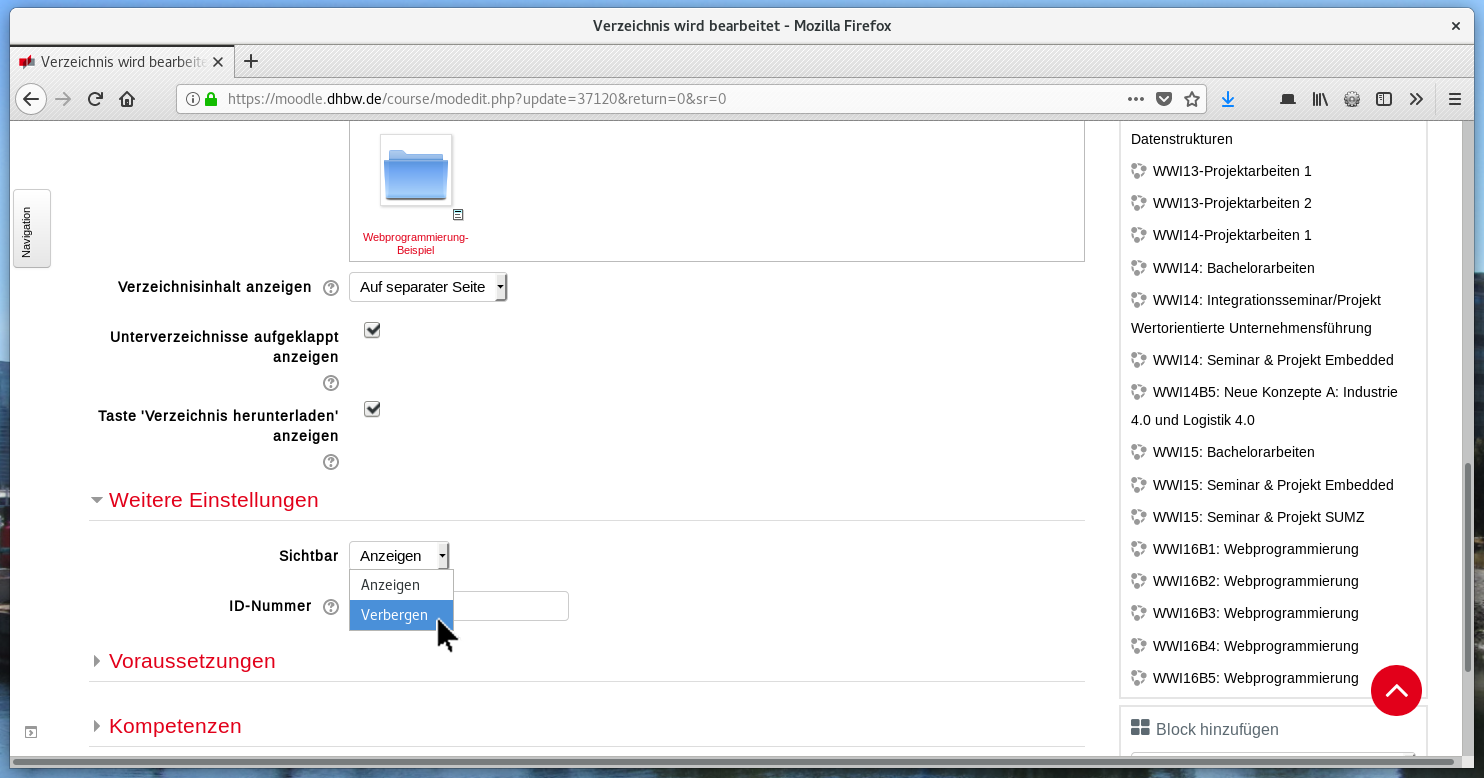 Verzeichnis wird bearbeitet - Mozilla Firefox
Verzeichnis wird bearbeite
https://moodle.dhbw.de/course/modedit.php?update=37120&return=0&sr=0
Navigation
Webprogrammierung-
Beispiel
Verzeichnisinhalt anzeigen
Auf separater Seite
Unterverzeichnisse aufgeklappt
anzeigen
Taste 'Verzeichnis herunterladen'
anzeigen
Weitere Einstellungen
Sichtbar
Anzeigen
Anzeigen
Verbergen
ID-Nummer
Voraussetzungen
Kompetenzen
Datenstrukturen
WWI13-Projektarbeiten 1
WWI13-Projektarbeiten 2
WWI14-Projektarbeiten 1
WWI14: Bachelorarbeiten
WWI14: Integrationsseminar/Projekt
Wertorientierte Unternehmensführung
WWI14: Seminar & Projekt Embedded
WWI14B5: Neue Konzepte A: Industrie
4.0 und Logistik 4.0
WWI15: Bachelorarbeiten
WWI15: Seminar & Projekt Embedded
WWI15: Seminar & Projekt SUMZ
WWI16B1: Webprogrammierung
WWI16B2: Webprogrammierung
WWI16B3: Webprogrammierung
WWI16B4: Webprogrammierung
WWI16B5: Webprogrammierung
Block hinzufügen